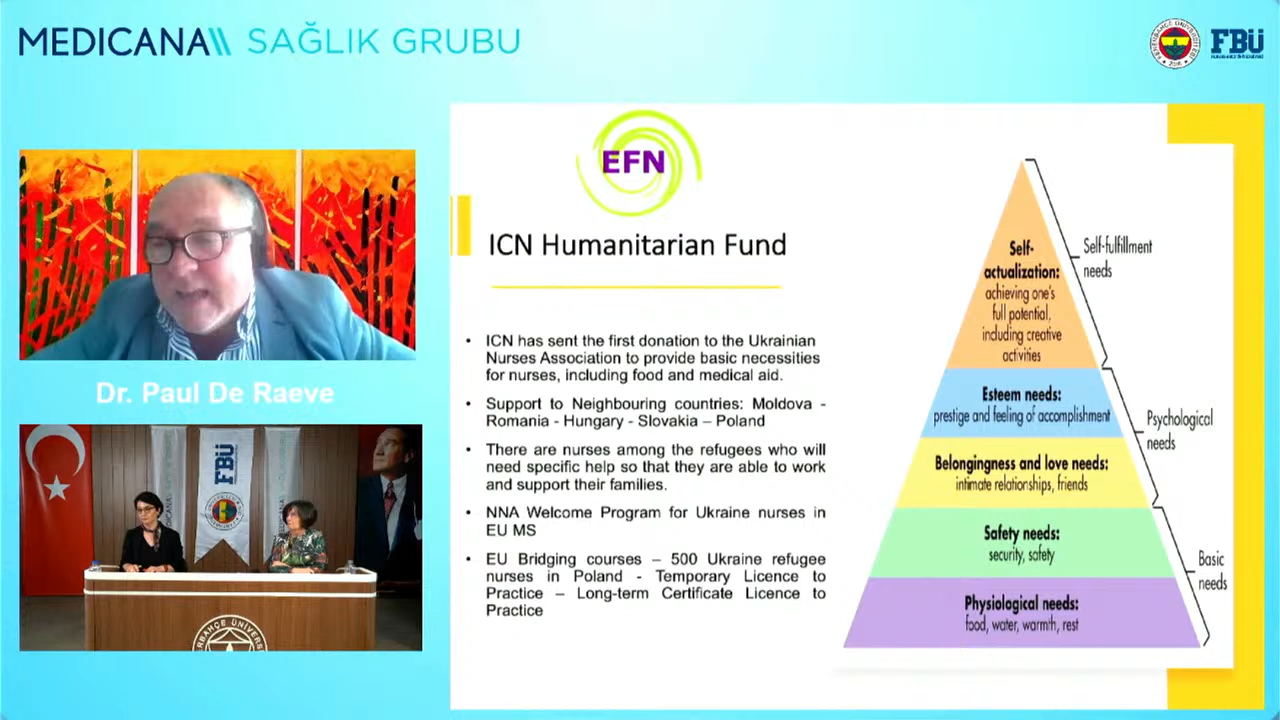 MEDICANA SAĞLIK GRUBU
FBÜ
EFN
ICN Humanitarian Fund
• ICN has sent the first donation to the Ukrainian
Nurses Association to provide basic necessities
for nurses, including food and medical aid.
• Support to Neighbouring countries: Moldova -
Romania - Hungary - Slovakia – Poland
• There are nurses among the refugees who will
need specific help so that they are able to work
and support their families.
• NNA Welcome Program for Ukraine nurses in
EU MS
• EU Bridging courses – 500 Ukraine refugee
nurses in Poland - Temporary Licence to
Practice – Long-term Certificate Licence to
Practice
Self-
actualization:
achieving one's
full potential,
including creative
activities
Self-fulfillment
needs
Esteem needs:
prestige and feeling of accomplishment
Belongingness and love needs:
intimate relationships, friends
Psychological
needs
Safety needs:
security, safety
Physiological needs:
food, water, warmth, rest
Basic
needs
Dr. Paul De Raeve
FBÜ
MEDICANA